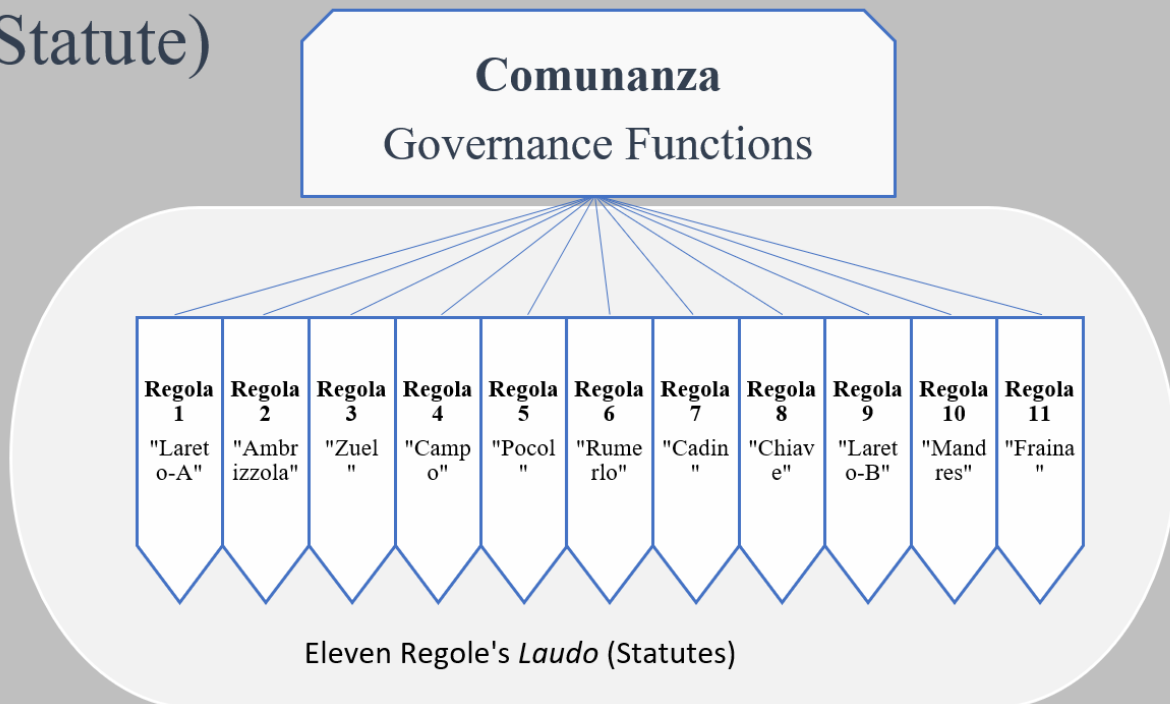 Statute)
Comunanza
Governance Functions
Regola
1
"Laret
o-A"
Regola
2
"Ambr
izzola"
Regola
3
"Zuel
"
Regola
4
"Camp
o"
Regola
5
"Pocol
"
Regola
6
"Rume
rlo"
Regola
7
"Cadin
"
Regola
8
"Chiav
e"
Regola
9
"Laret
o-B"
Regola
10
"Mand
res"
Regola
11
"Fraina
"
Eleven Regole's Laudo (Statutes)